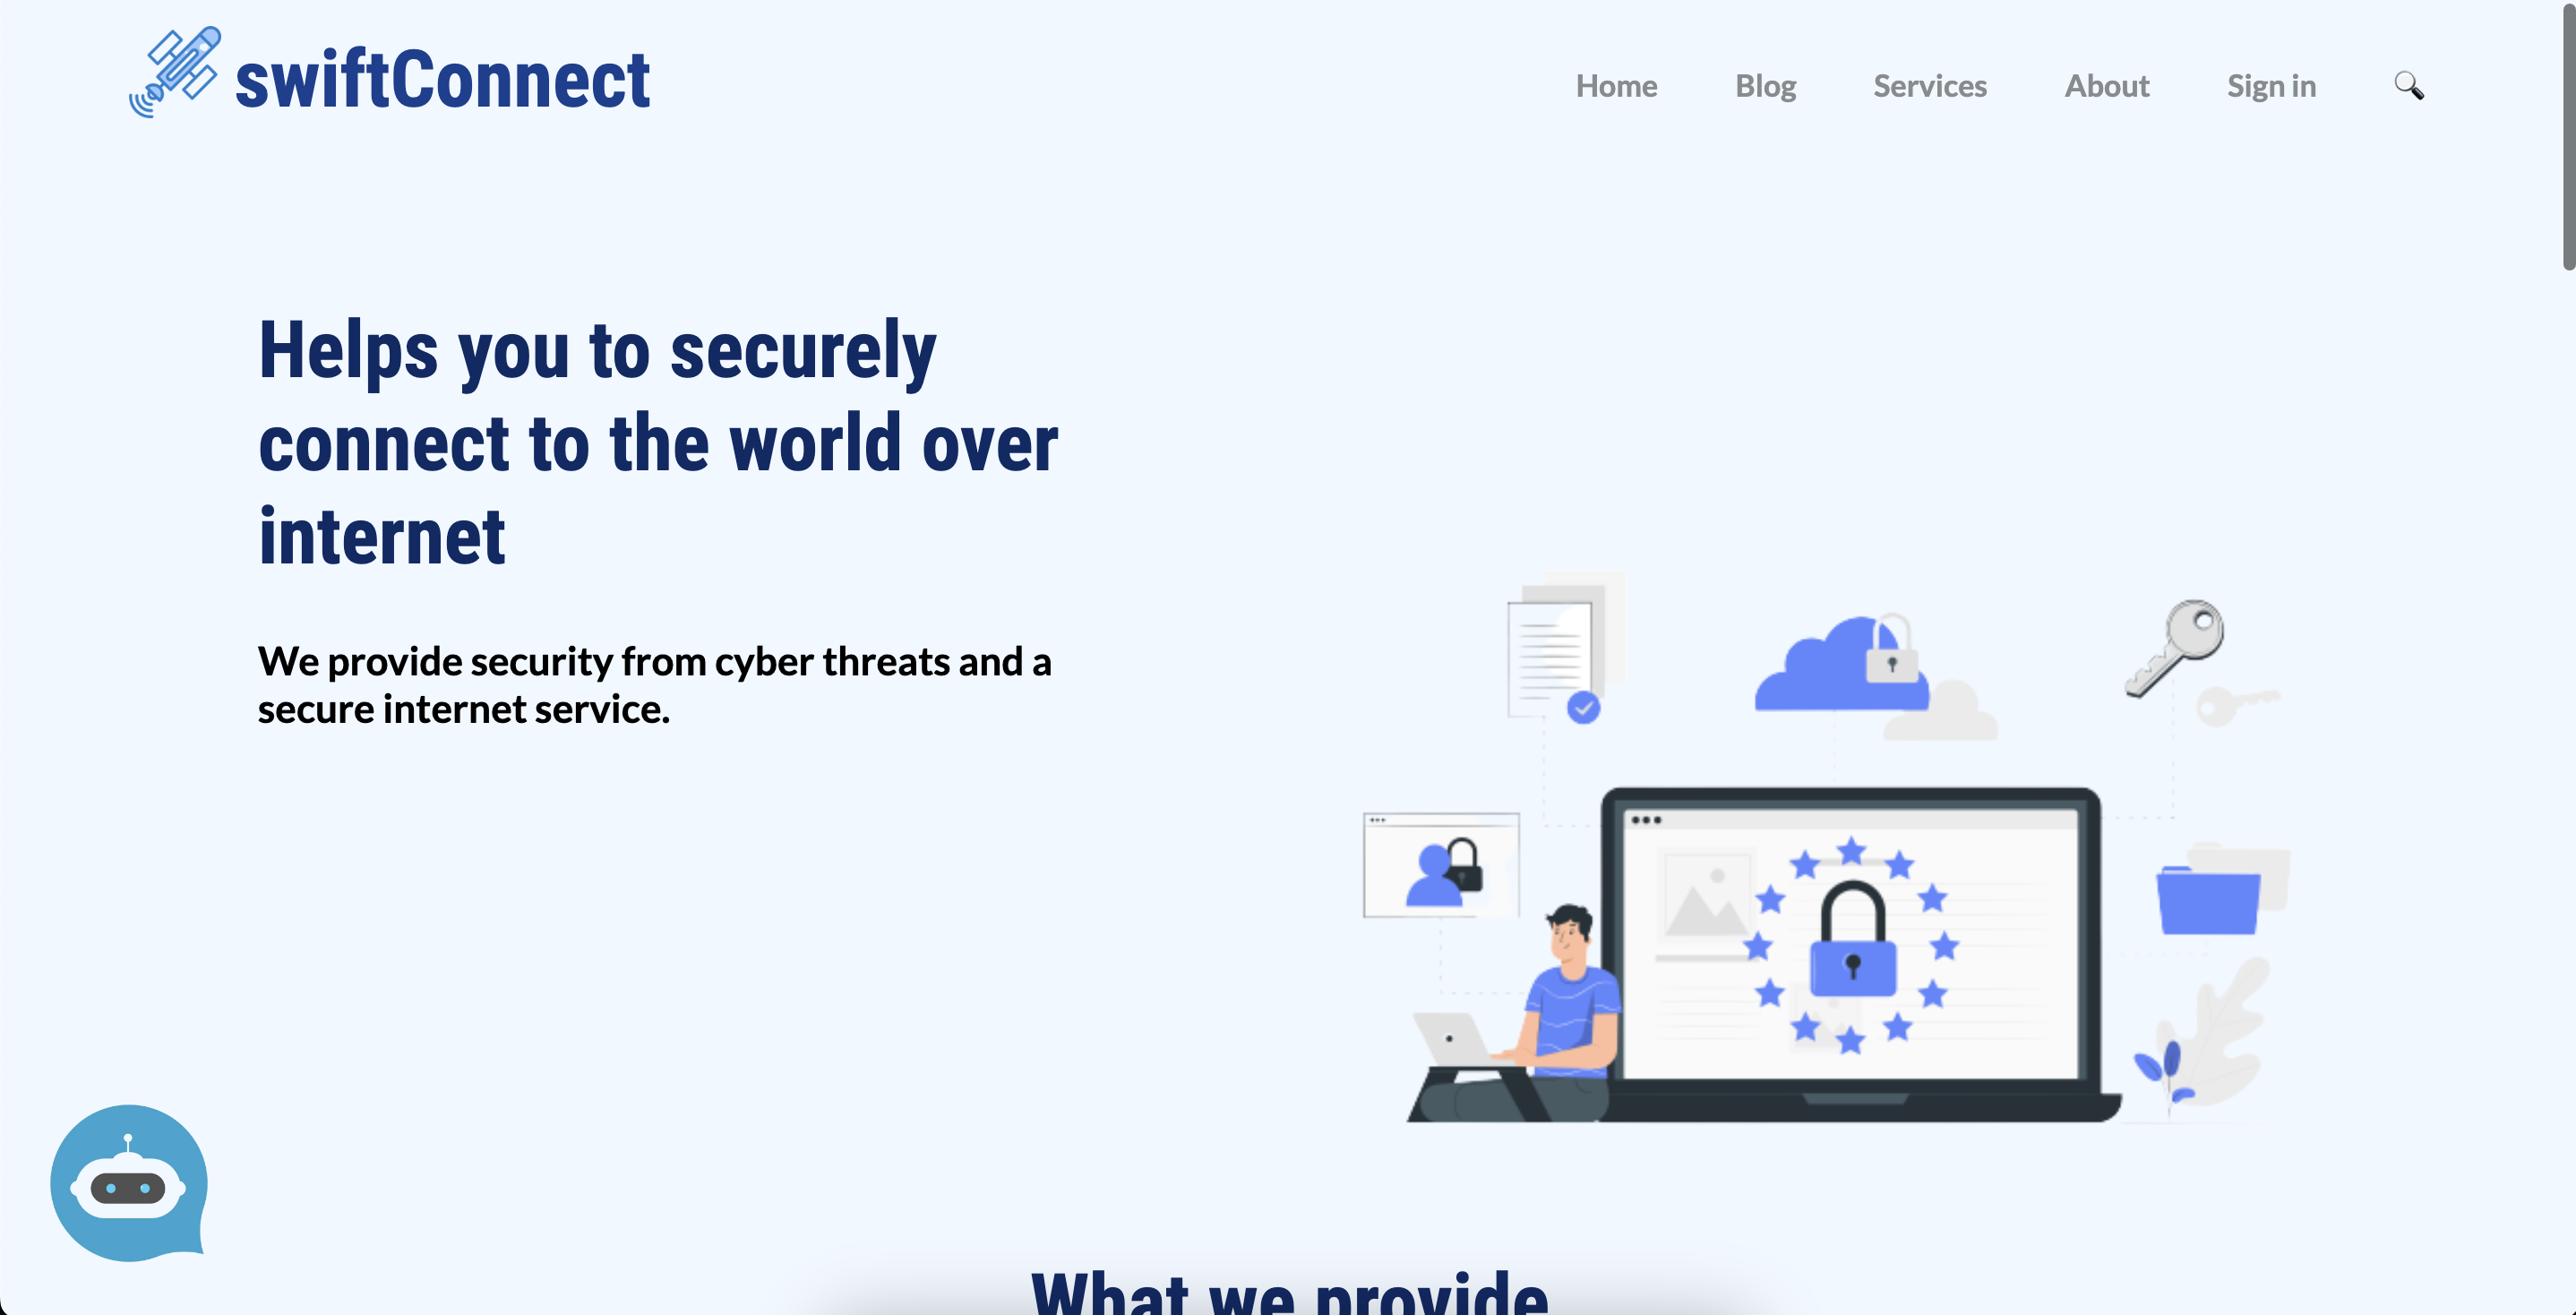 swiftConnect
Home Blog Services About Sign in
Helps you to securely
connect to the world over
internet
We provide security from cyber threats and a
secure internet service.
What we provide